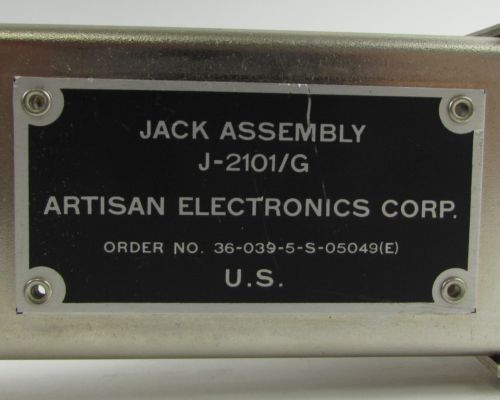 JACK ASSEMBLY
J-2101/G
ARTISAN ELECTRONICS CORP.
ORDER NO. 36-039-5-S-05049(E)
U.S.